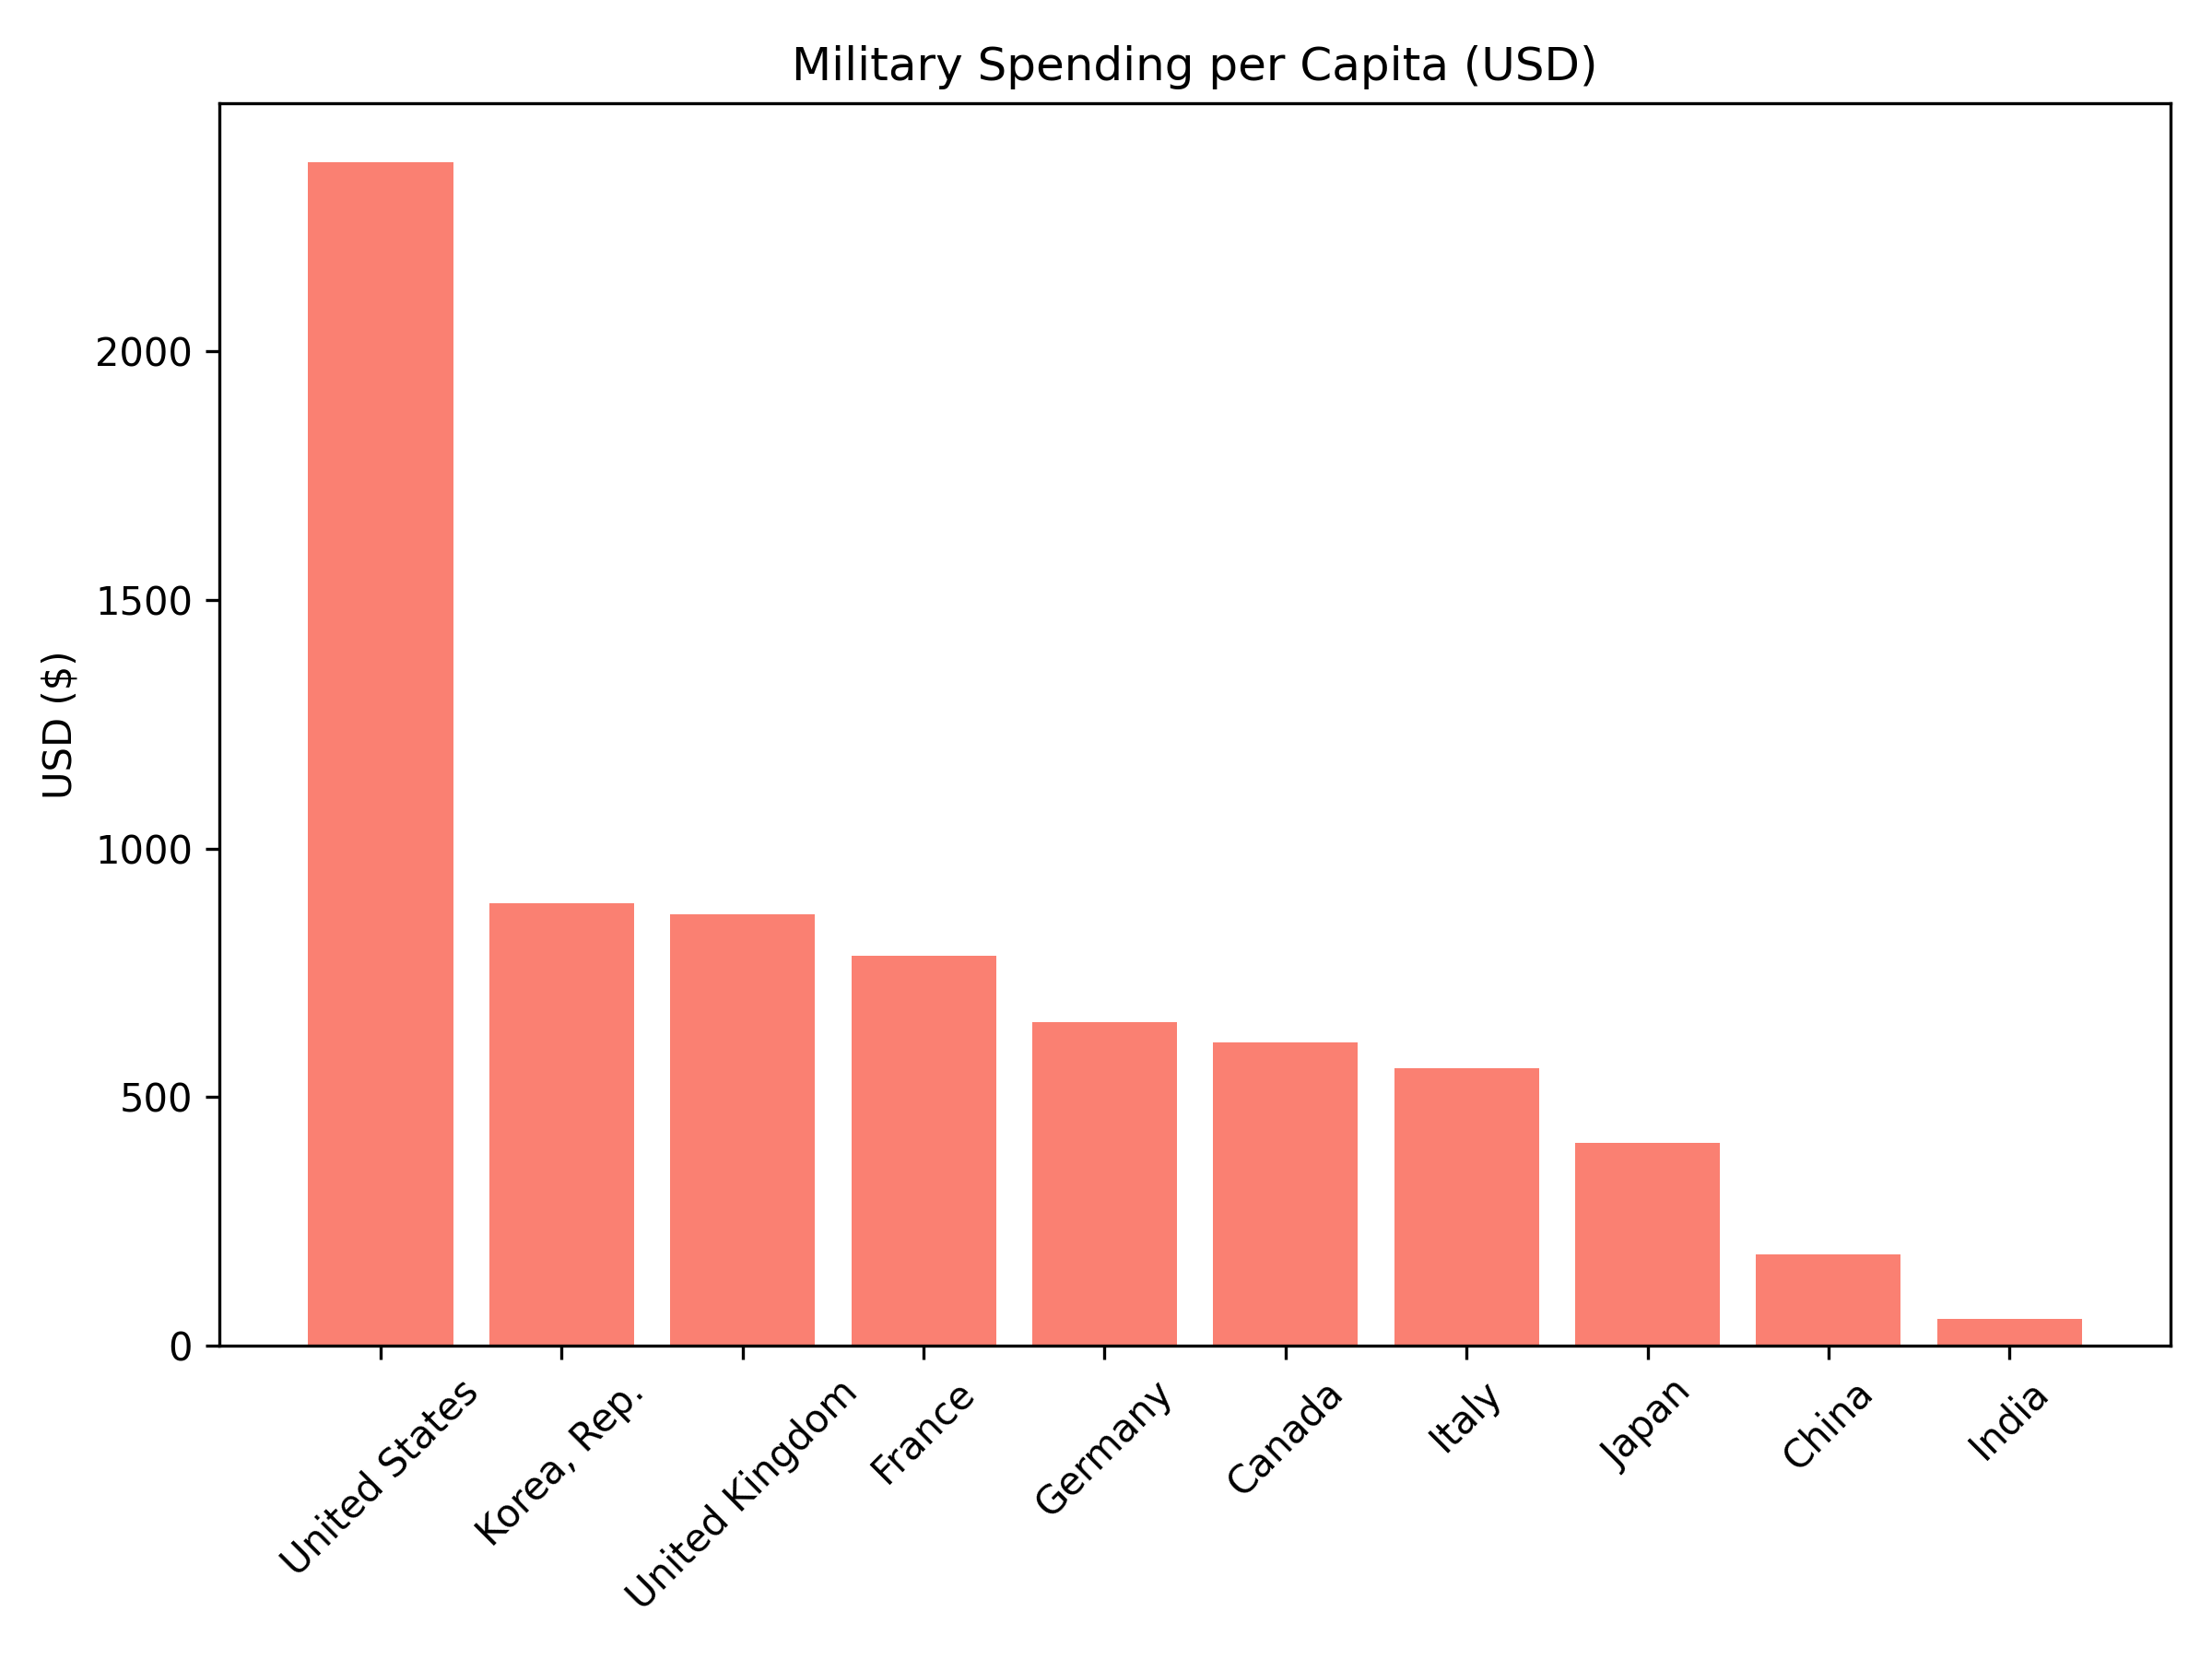 Military Spending per Capita (USD)
USD ($)
2000
1500
1000
500
0
United States
Korea, Rep.
United Kingdom
France
Germany
Canada
Italy
Japan
China
India